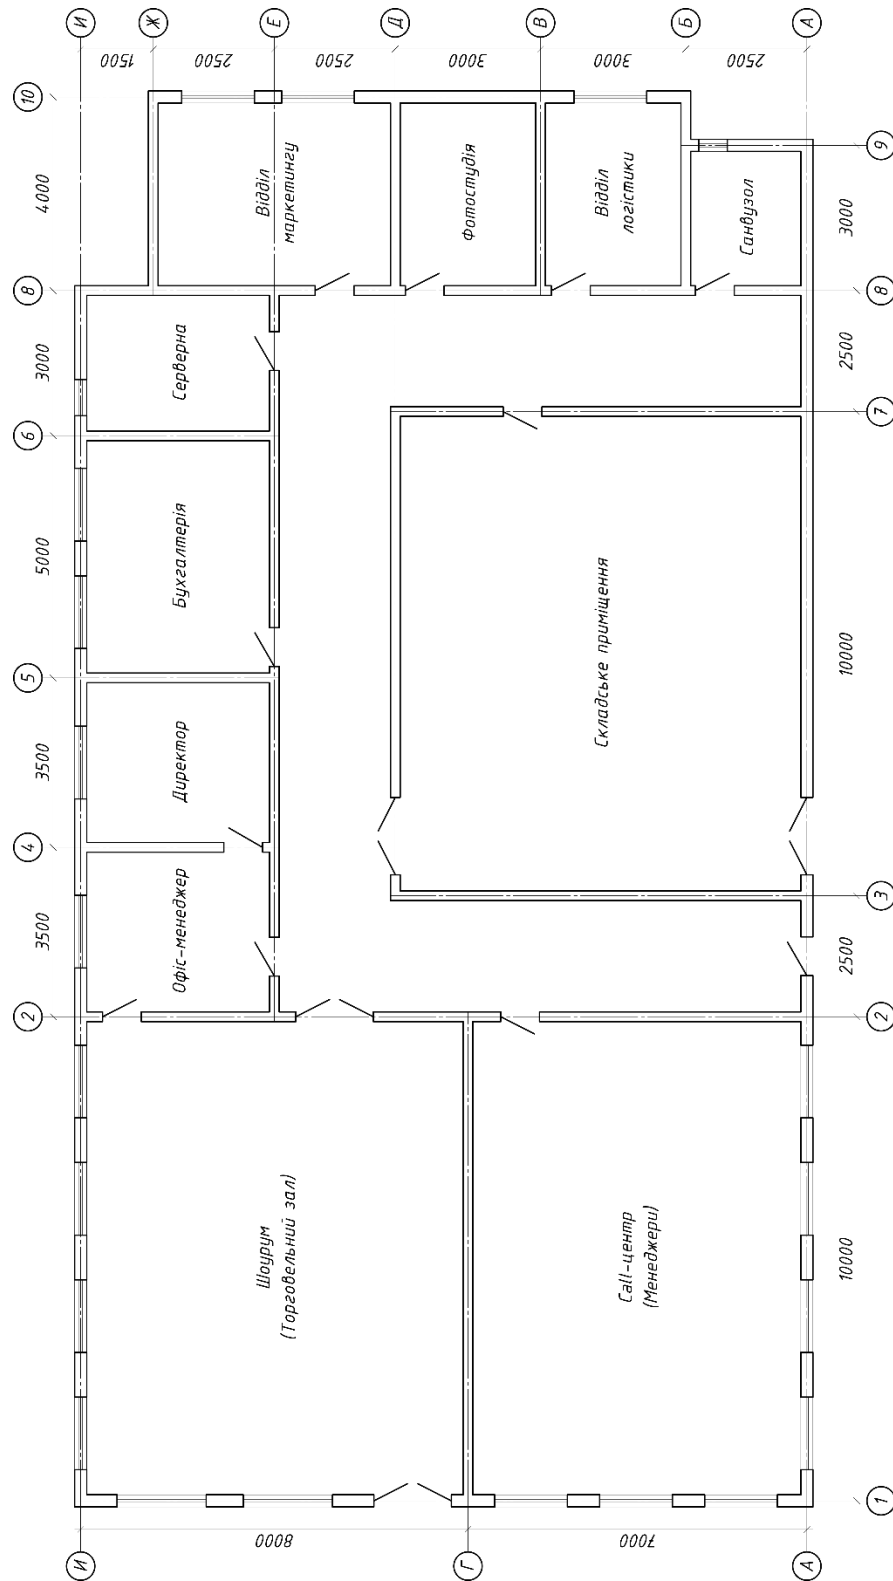 2 4 5 6 8 10
3500 3500 5000 3000 4000
И И
1500
Ж
2500
Е
2500
Д
3000
В
3000
Б
2500
А
Офіс-менеджер
Директор
Бухгалтерія
Серверна
Відділ
маркетингу
Фотостудія
Відділ
логістики
Санвузол
Шоурум
(Торговельний зал)
Складське приміщення
Call-центр
(Менеджери)
8000
Г
7000
А
10000 2500 10000 2500 3000
1 2 3 7 8 9